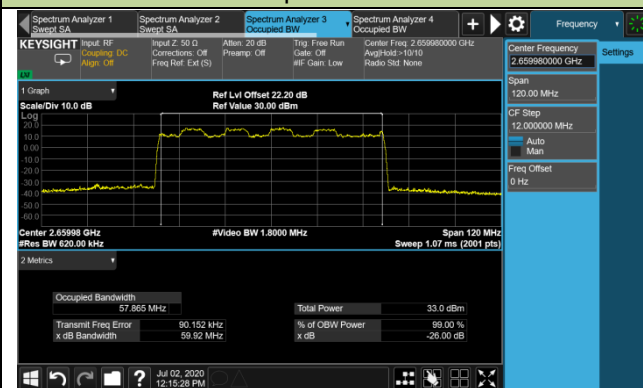 Spectrum Analyzer 1
Swept SA
Spectrum Analyzer 2
Swept SA
Spectrum Analyzer 3
Occupied BW
Spectrum Analyzer 4
Occupied BW
Frequency
KEYSIGHT
Input: RF
Coupling: DC
Align: Off
Input Z: 50 Ω
Corrections: Off
Freq Ref: Ext (S)
Atten: 20 dB
Preamp: Off
Trig: Free Run
Gate: Off
#IF Gain: Low
Center Freq: 2.659980000 GHz
Avg|Hold:>10/10
Radio Std: None
LXI
Center Frequency
2.659980000 GHz
Settings
Span
120.00 MHz
CF Step
12.000000 MHz
Auto
Man
Freq Offset
0 Hz
1 Graph
Scale/Div 10.0 dB
Ref Lvl Offset 22.20 dB
Ref Value 30.00 dBm
Log
20.0
10.0
0.00
-10.0
-20.0
-30.0
-40.0
-50.0
-60.0
Center 2.65998 GHz
#Res BW 620.00 kHz
#Video BW 1.8000 MHz
Span 120 MHz
Sweep 1.07 ms (2001 pts)
2 Metrics
Occupied Bandwidth
57.865 MHz
Total Power
33.0 dBm
Transmit Freq Error
90.152 kHz
% of OBW Power
99.00 %
x dB Bandwidth
59.92 MHz
x dB
-26.00 dB
?
Jul 02, 2020
12:15:28 PM